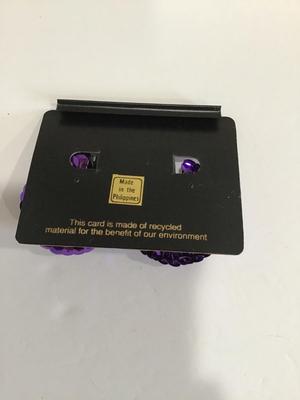 Made
in the
Philippines
This card is made of recycled
material for the benefit of our environment